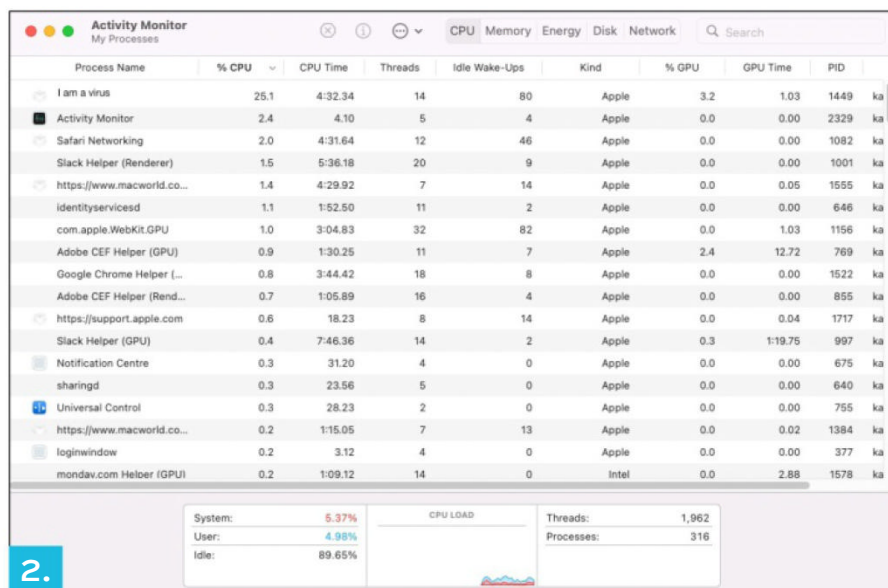 Activity Monitor
My Processes
CPU Memory Energy Disk Network Search
Process Name % CPU CPU Time Threads Idle Wake-Ups Kind % GPU GPU Time PID
I am a virus 25.1 4:32.34 14 80 Apple 3.2 1.03 1449 ka
Activity Monitor 2.4 4.10 5 4 Apple 0.0 0.00 2329 ka
Safari Networking 2.0 4:31.64 12 46 Apple 0.0 0.00 1082 ka
Slack Helper (Renderer) 1.5 5:36.18 20 9 Apple 0.0 0.00 1001 ka
https://www.macworld.co... 1.4 4:29.92 7 14 Apple 0.0 0.05 1555 ka
identityservicesd 1.1 1:52.50 11 2 Apple 0.0 0.00 646 ka
com.apple.WebKit.GPU 1.0 3:04.83 32 82 Apple 0.0 1.03 1156 ka
Adobe CEF Helper (GPU) 0.9 1:30.25 11 7 Apple 2.4 12.72 769 ka
Google Chrome Helper (... 0.8 3:44.42 18 8 Apple 0.0 0.00 1522 ka
Adobe CEF Helper (Rend... 0.7 1:05.89 16 4 Apple 0.0 0.00 855 ka
https://support.apple.com 0.6 18.23 8 14 Apple 0.0 0.04 1717 ka
Slack Helper (GPU) 0.4 7:46.36 14 2 Apple 0.3 1:19.75 997 ka
Notification Centre 0.3 31.20 4 0 Apple 0.0 0.00 675 ka
sharingd 0.3 23.56 5 0 Apple 0.0 0.00 640 ka
Universal Control 0.3 28.23 2 0 Apple 0.0 0.00 755 ka
https://www.macworld.co... 0.2 1:15.05 7 13 Apple 0.0 0.02 1384 ka
loginwindow 0.2 3.12 4 0 Apple 0.0 0.00 377 ka
monday.com Helper (GPU) 0.2 1:09.12 14 0 Intel 0.0 2.88 1578 ka
System: 5.37% CPU LOAD Threads: 1,962
User: 4.98% Processes: 316
Idle: 89.65%
2.